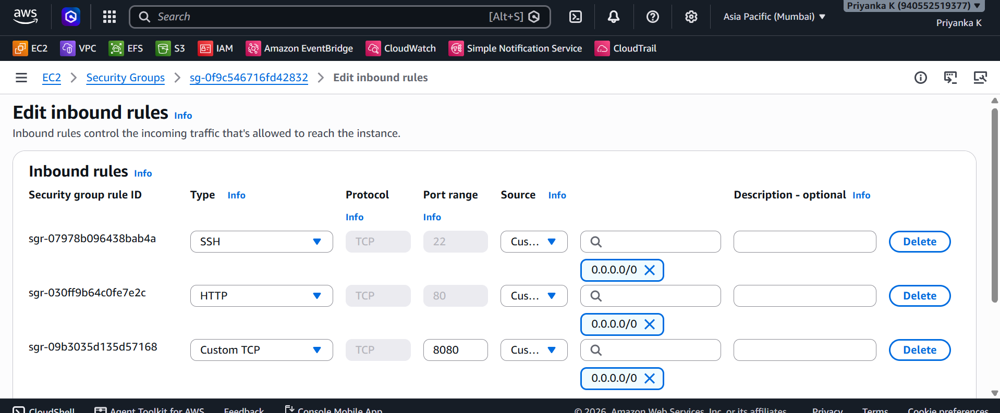 Priyanka K (940552519377)
aws
Search [Alt+S]
Asia Pacific (Mumbai)
Priyanka K
EC2 VPC EFS S3 IAM Amazon EventBridge CloudWatch Simple Notification Service CloudTrail
EC2 Security Groups sg-0f9c546716fd42832 Edit inbound rules
Edit inbound rules Info
Inbound rules control the incoming traffic that's allowed to reach the instance.
Inbound rules Info
Security group rule ID Type Info Protocol Port range Source Info Description - optional Info
Info Info
sgr-07978b096438bab4a SSH TCP 22 Cus... Delete
0.0.0.0/0
sgr-030ff9b64c0fe7e2c HTTP TCP 80 Cus... Delete
0.0.0.0/0
sgr-09b3035d135d57168 Custom TCP TCP 8080 Cus... Delete
0.0.0.0/0
CloudShell Agent Toolkit for AWS Feedback Console Mobile App © 2026, Amazon Web Services, Inc. or its affiliates. Privacy Terms Cookie preferences